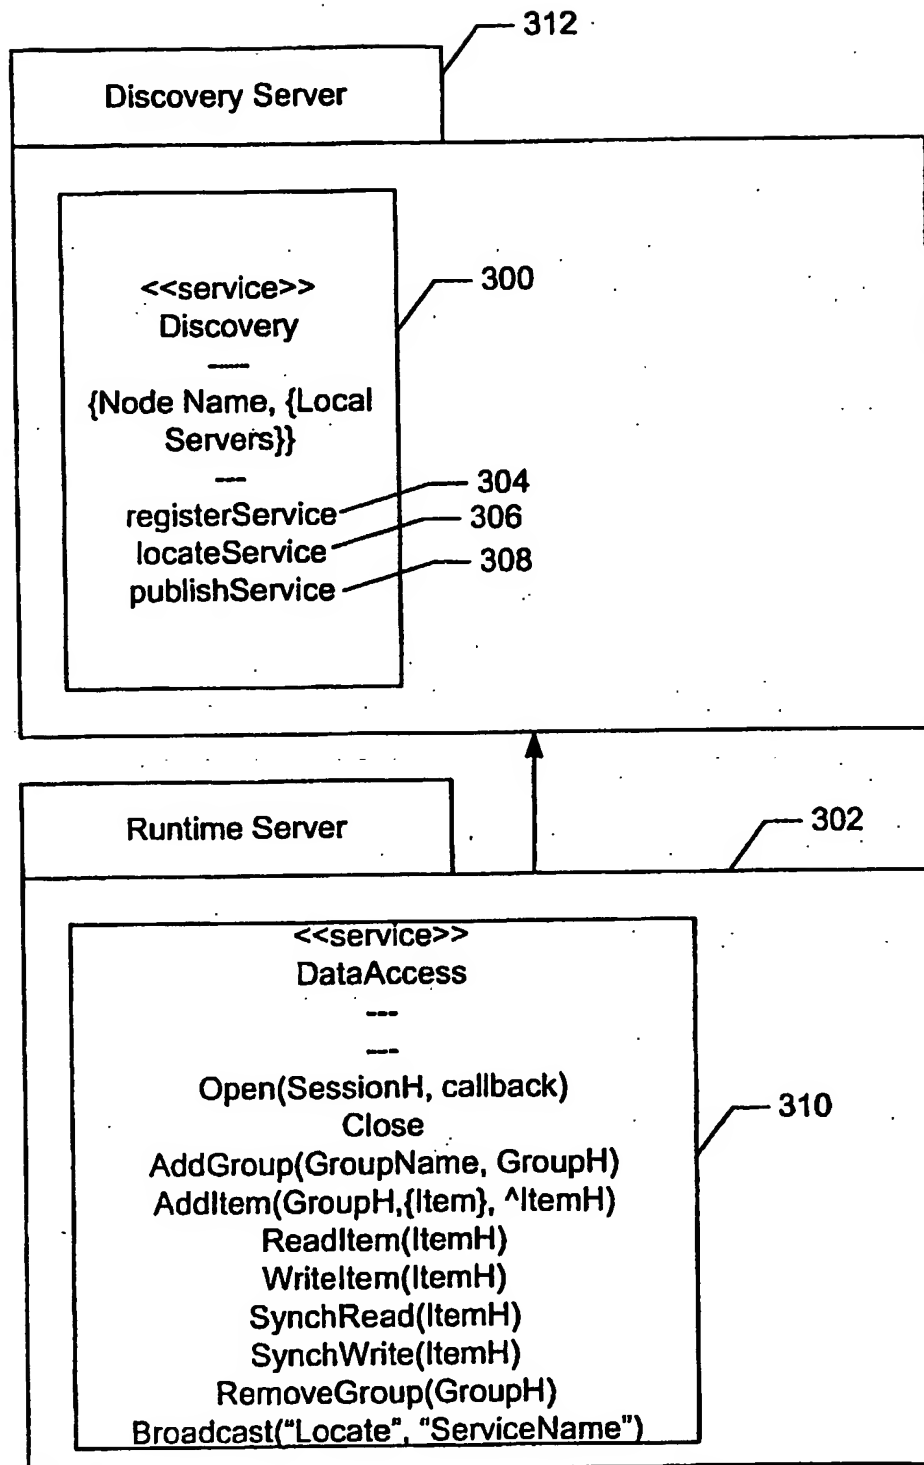 312
Discovery Server
<<service>>
Discovery
----
{Node Name, {Local
Servers}}
---
registerService
locateService
publishService
300
304
306
308
Runtime Server
302
<<service>>
DataAccess
---
---
Open(SessionH, callback)
Close
AddGroup(GroupName, GroupH)
AddItem(GroupH,{Item}, ^ItemH)
ReadItem(ItemH)
WriteItem(ItemH)
SynchRead(ItemH)
SynchWrite(ItemH)
RemoveGroup(GroupH)
Broadcast("Locate", "ServiceName")
310